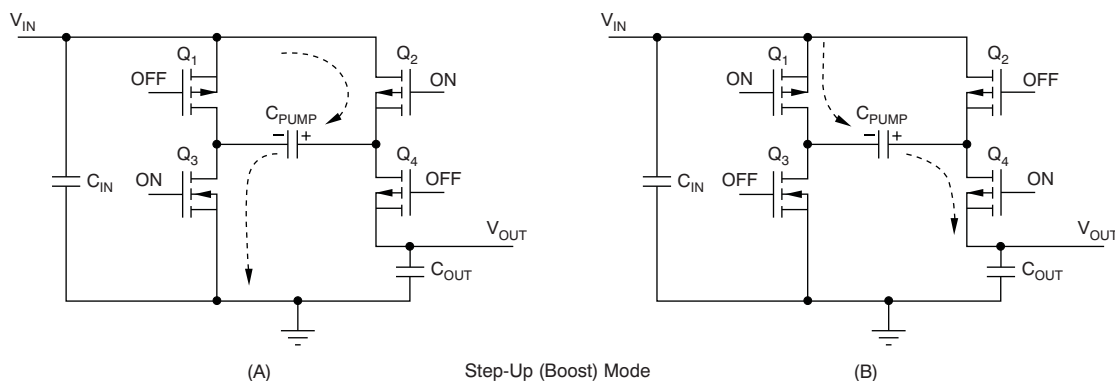 V_IN
Q_1
OFF
Q_2
ON
C_PUMP
− +
Q_3
ON
Q_4
OFF
C_IN
V_OUT
C_OUT
(A)
V_IN
Q_1
ON
Q_2
OFF
C_PUMP
− +
Q_3
OFF
Q_4
ON
C_IN
V_OUT
C_OUT
(B)
Step-Up (Boost) Mode